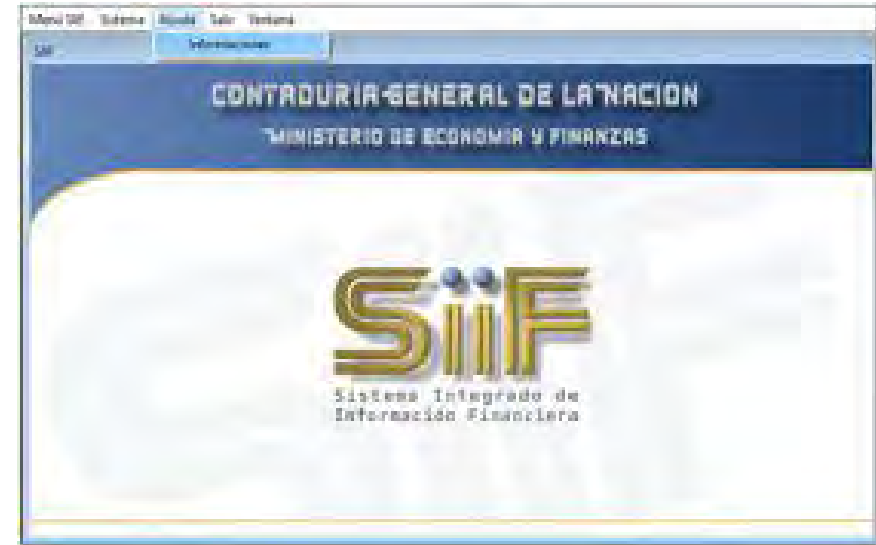 Menú SIIF Sistema Ayuda Salir Ventana
Informaciones
Salir
CONTADURIA GENERAL DE LA NACION
MINISTERIO DE ECONOMIA Y FINANZAS
SiiF
Sistema Integrado de
Información Financiera